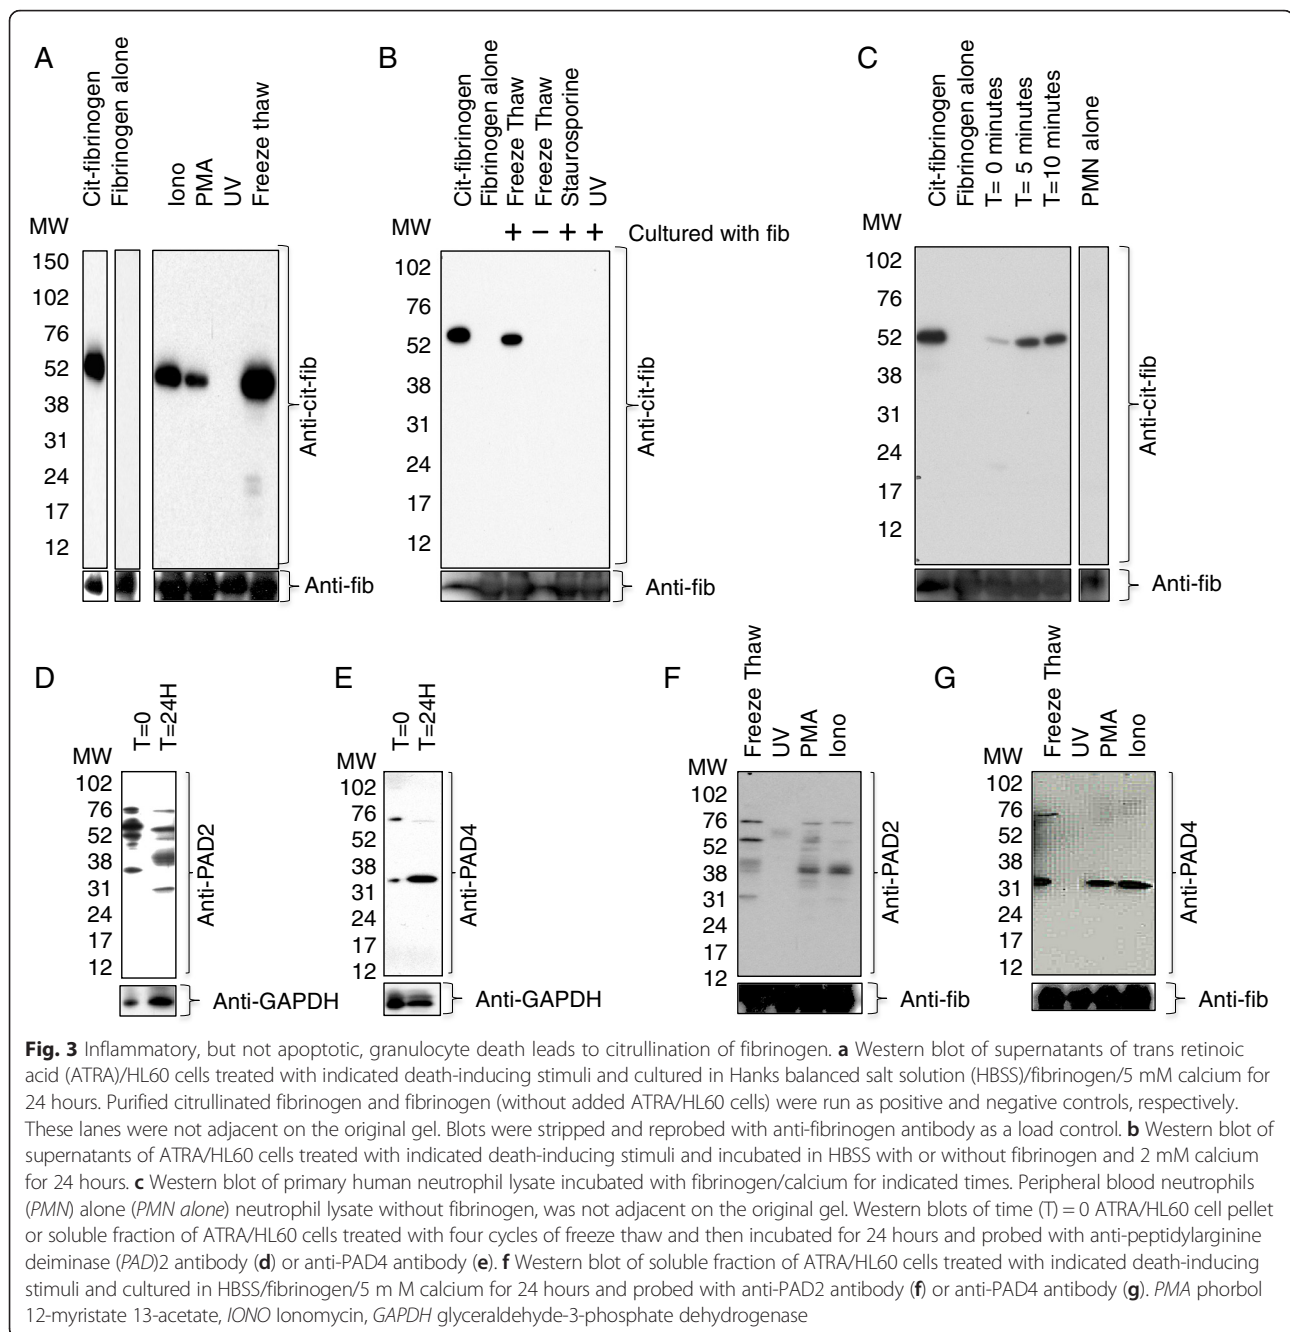 A
Cit-fibrinogen
Fibrinogen alone
Iono
PMA
UV
Freeze thaw
MW
150
102
76
52
38
31
24
17
12
Anti-cit-fib
Anti-fib
B
Cit-fibrinogen
Fibrinogen alone
Freeze Thaw
Freeze Thaw
Staurosporine
UV
MW
+ − + + Cultured with fib
102
76
52
38
31
24
17
12
Anti-cit-fib
Anti-fib
C
Cit-fibrinogen
Fibrinogen alone
T= 0 minutes
T= 5 minutes
T=10 minutes
PMN alone
MW
102
76
52
38
31
24
17
12
Anti-cit-fib
Anti-fib
D
T=0
T=24H
MW
102
76
52
38
31
24
17
12
Anti-PAD2
Anti-GAPDH
E
T=0
T=24H
MW
102
76
52
38
31
24
17
12
Anti-PAD4
Anti-GAPDH
F
Freeze Thaw
UV
PMA
Iono
MW
102
76
52
38
31
24
17
12
Anti-PAD2
Anti-fib
G
Freeze Thaw
UV
PMA
Iono
MW
102
76
52
38
31
24
17
12
Anti-PAD4
Anti-fib
Fig. 3 Inflammatory, but not apoptotic, granulocyte death leads to citrullination of fibrinogen. a Western blot of supernatants of trans retinoic
acid (ATRA)/HL60 cells treated with indicated death-inducing stimuli and cultured in Hanks balanced salt solution (HBSS)/fibrinogen/5 mM calcium for
24 hours. Purified citrullinated fibrinogen and fibrinogen (without added ATRA/HL60 cells) were run as positive and negative controls, respectively.
These lanes were not adjacent on the original gel. Blots were stripped and reprobed with anti-fibrinogen antibody as a load control. b Western blot of
supernatants of ATRA/HL60 cells treated with indicated death-inducing stimuli and incubated in HBSS with or without fibrinogen and 2 mM calcium
for 24 hours. c Western blot of primary human neutrophil lysate incubated with fibrinogen/calcium for indicated times. Peripheral blood neutrophils
(PMN) alone (PMN alone) neutrophil lysate without fibrinogen, was not adjacent on the original gel. Western blots of time (T) = 0 ATRA/HL60 cell pellet
or soluble fraction of ATRA/HL60 cells treated with four cycles of freeze thaw and then incubated for 24 hours and probed with anti-peptidylarginine
deiminase (PAD)2 antibody (d) or anti-PAD4 antibody (e). f Western blot of soluble fraction of ATRA/HL60 cells treated with indicated death-inducing
stimuli and cultured in HBSS/fibrinogen/5 m M calcium for 24 hours and probed with anti-PAD2 antibody (f) or anti-PAD4 antibody (g). PMA phorbol
12-myristate 13-acetate, IONO Ionomycin, GAPDH glyceraldehyde-3-phosphate dehydrogenase